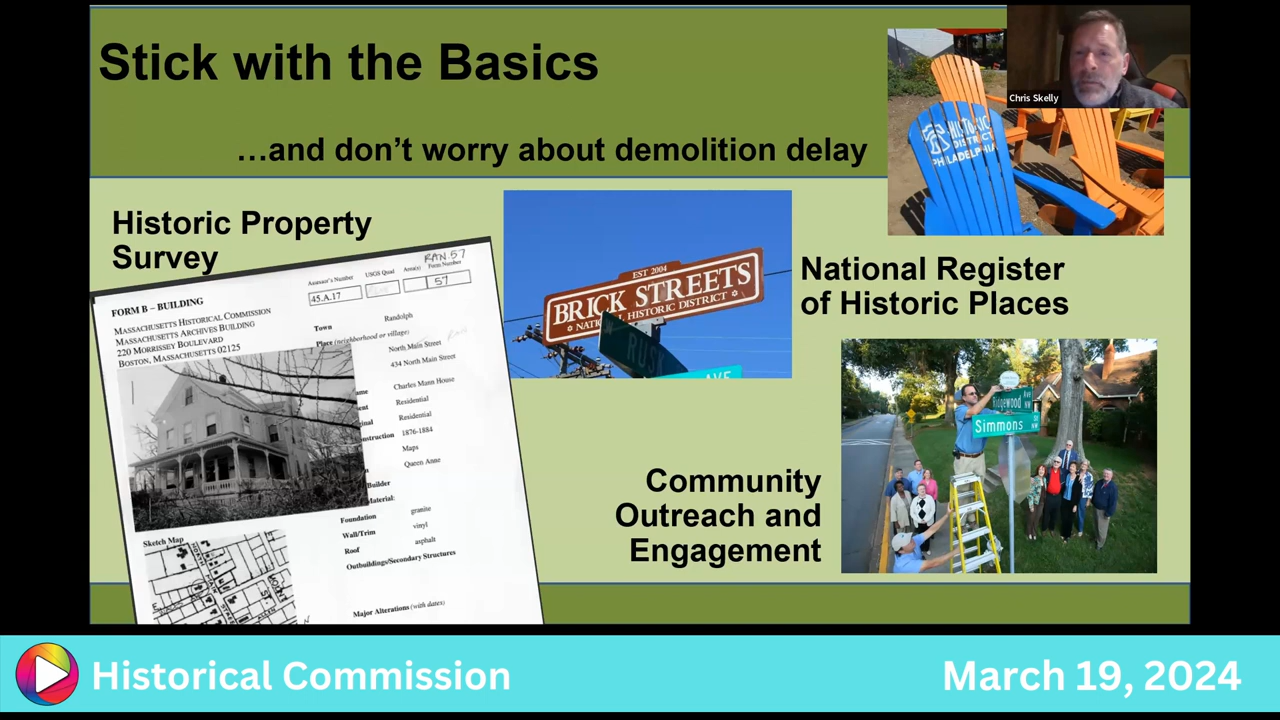 Stick with the Basics
…and don’t worry about demolition delay
Chris Skelly
HISTORIC
DISTRICT
PHILADELPHIA
Historic Property
Survey
RAN.57
Assessor's Number
USGS Quad
Area(s)
Form Number
45.A.17
57
FORM B – BUILDING
MASSACHUSETTS HISTORICAL COMMISSION
MASSACHUSETTS ARCHIVES BUILDING
220 MORRISSEY BOULEVARD
BOSTON, MASSACHUSETTS 02125
Town
Randolph
Place (neighborhood or village)
North Main Street
434 North Main Street
Charles Mann House
Residential
Residential
1876-1884
Maps
Queen Anne
Builder
Material:
Foundation
granite
Wall/Trim
vinyl
Roof
asphalt
Outbuildings/Secondary Structures
Major Alterations (with dates)
Sketch Map
EST 2004
BRICK STREETS
NATIONAL HISTORIC DISTRICT
AVE
National Register
of Historic Places
Ridgewood Ave NW
Simmons
Community
Outreach and
Engagement
Historical Commission
March 19, 2024